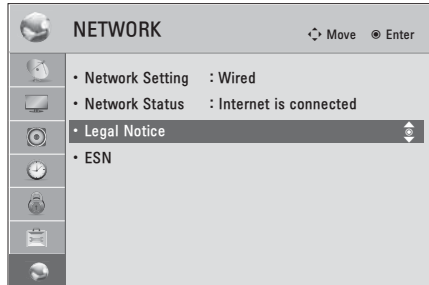 NETWORK
Move Enter
• Network Setting : Wired
• Network Status : Internet is connected
• Legal Notice
• ESN